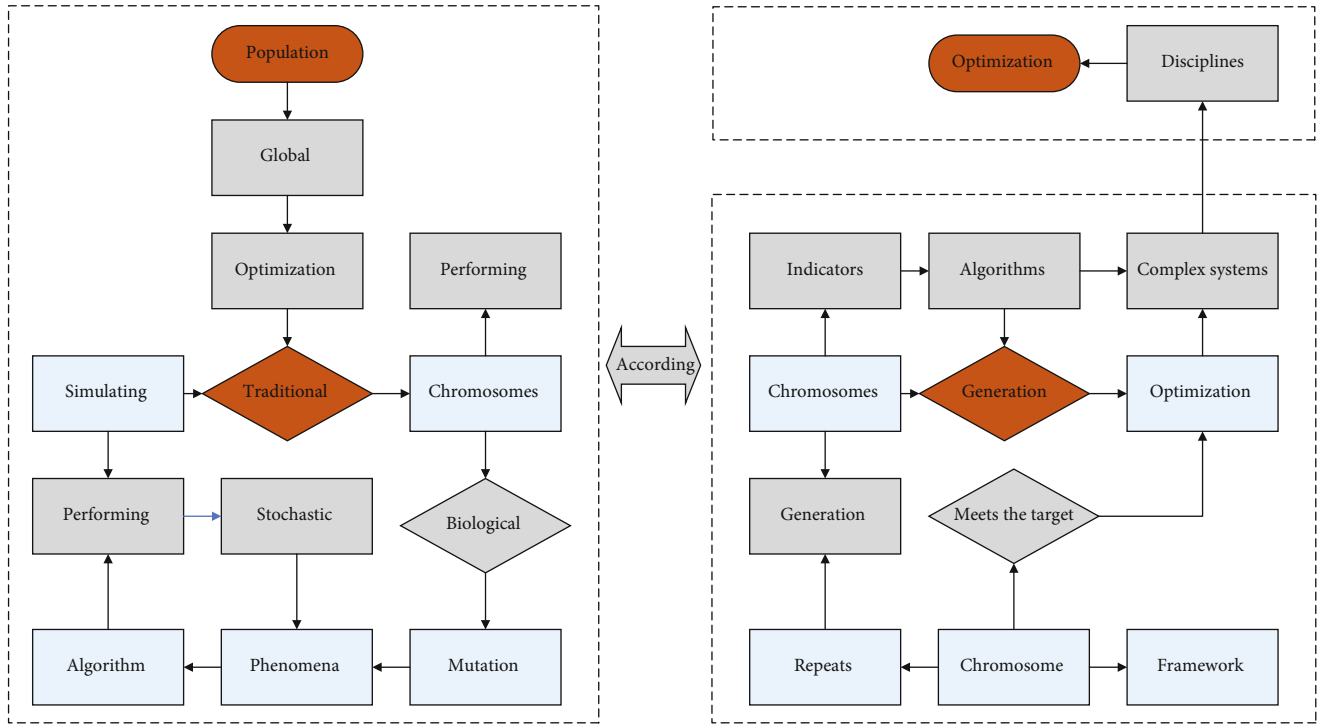 Population
Global
Optimization
Performing
Simulating
Traditional
Chromosomes
Performing
Stochastic
Biological
Algorithm
Phenomena
Mutation
According
Optimization
Disciplines
Indicators
Algorithms
Complex systems
Chromosomes
Generation
Optimization
Generation
Meets the target
Repeats
Chromosome
Framework